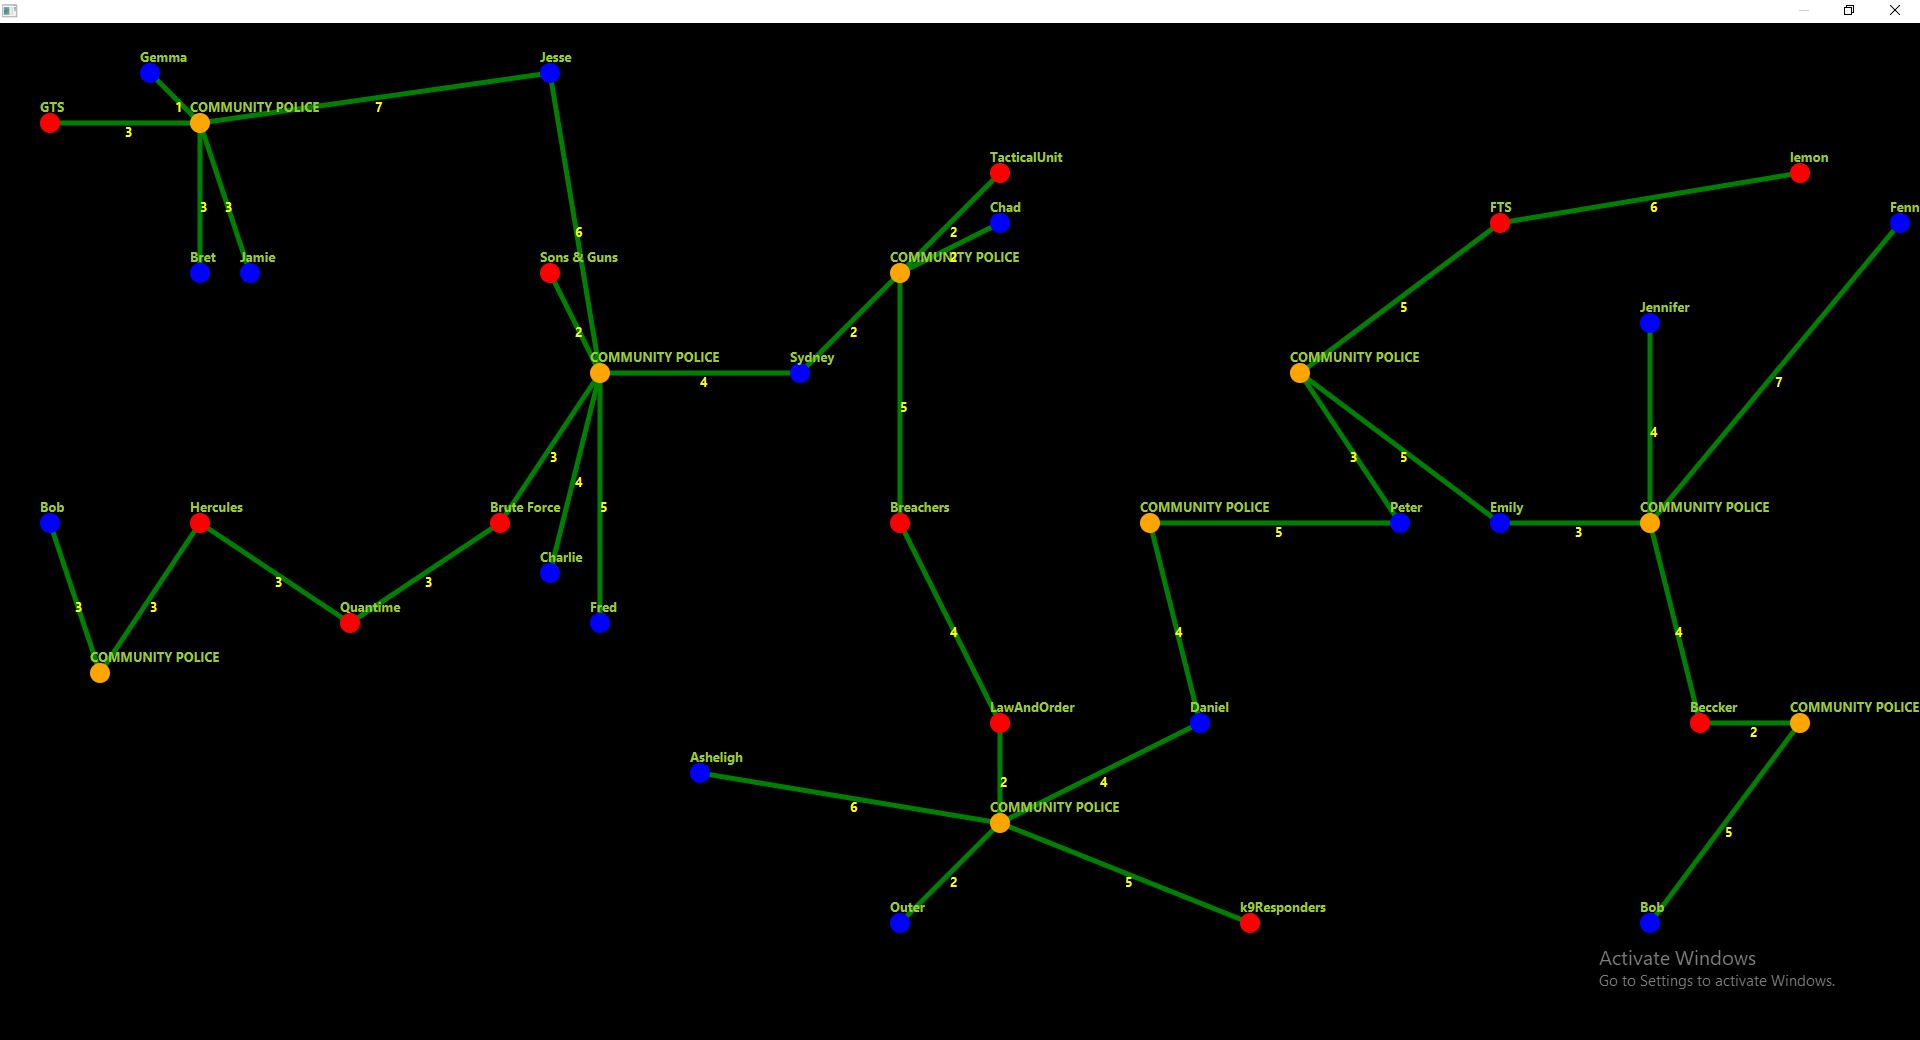 Gemma
Jesse
GTS
1
COMMUNITY POLICE
7
3
TacticalUnit
lemon
3
3
Chad
FTS
6
Fenn
6
2
Bret
Jamie
Sons & Guns
COMMUNITY POLICE
2
5
Jennifer
2
2
COMMUNITY POLICE
Sydney
COMMUNITY POLICE
4
7
5
4
3
3
5
4
Bob
Hercules
Brute Force
5
Breachers
COMMUNITY POLICE
Peter
Emily
COMMUNITY POLICE
5
3
Charlie
3
3
3
3
Quantime
Fred
4
4
4
COMMUNITY POLICE
LawAndOrder
Daniel
Beccker
COMMUNITY POLICE
2
Asheligh
2
4
6
COMMUNITY POLICE
5
2
5
Outer
k9Responders
Bob
Activate Windows
Go to Settings to activate Windows.